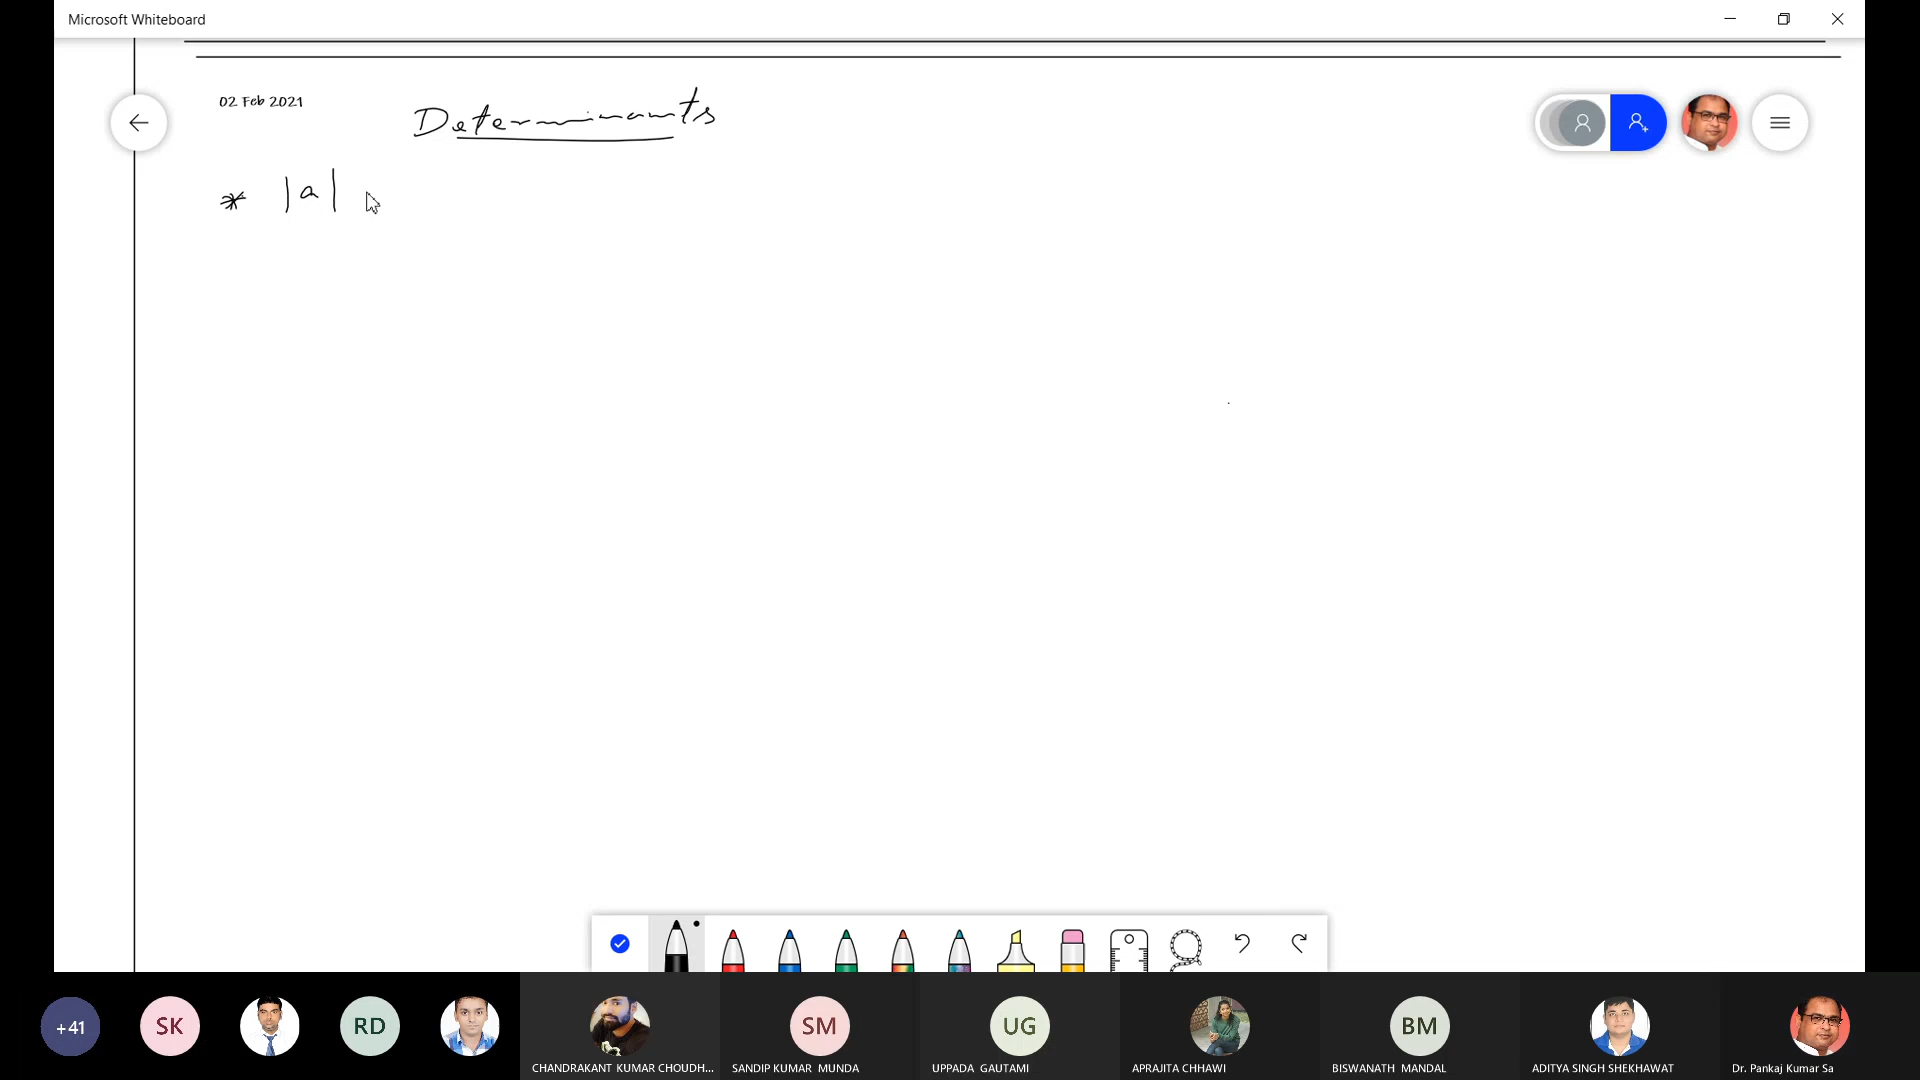 Microsoft Whiteboard
02 Feb 2021
Determinants
* |a|
+41
SK
RD
SM
UG
BM
CHANDRAKANT KUMAR CHOUDH...
SANDIP KUMAR MUNDA
UPPADA GAUTAMI
APRAJITA CHHAWI
BISWANATH MANDAL
ADITYA SINGH SHEKHAWAT
Dr. Pankaj Kumar Sa